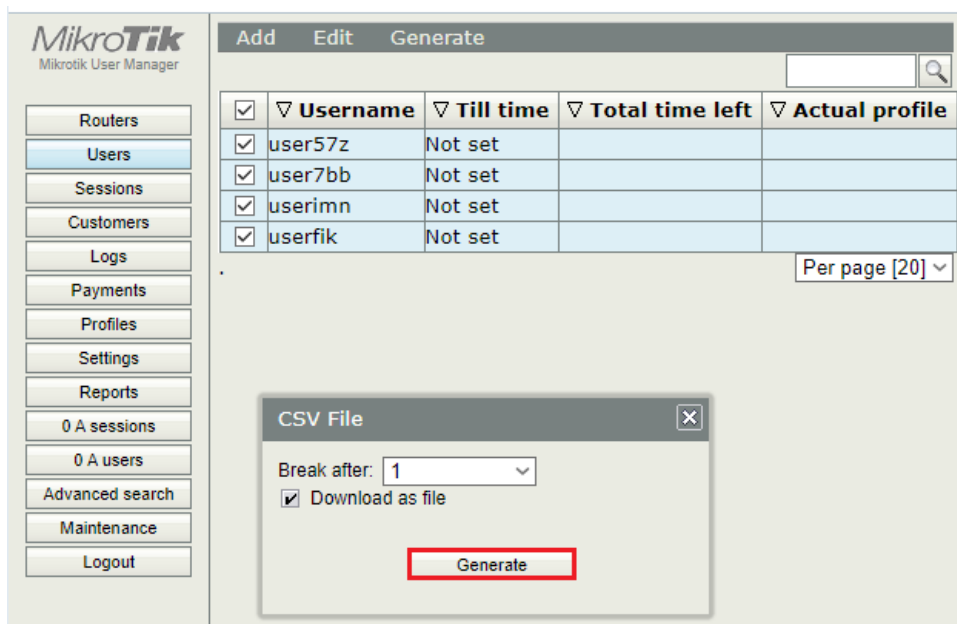 MikroTik
Mikrotik User Manager
Routers
Users
Sessions
Customers
Logs
Payments
Profiles
Settings
Reports
0 A sessions
0 A users
Advanced search
Maintenance
Logout
Add Edit Generate
Username Till time Total time left Actual profile
user57z Not set
user7bb Not set
userimn Not set
userfik Not set
.
Per page [20]
CSV File
Break after: 1
Download as file
Generate